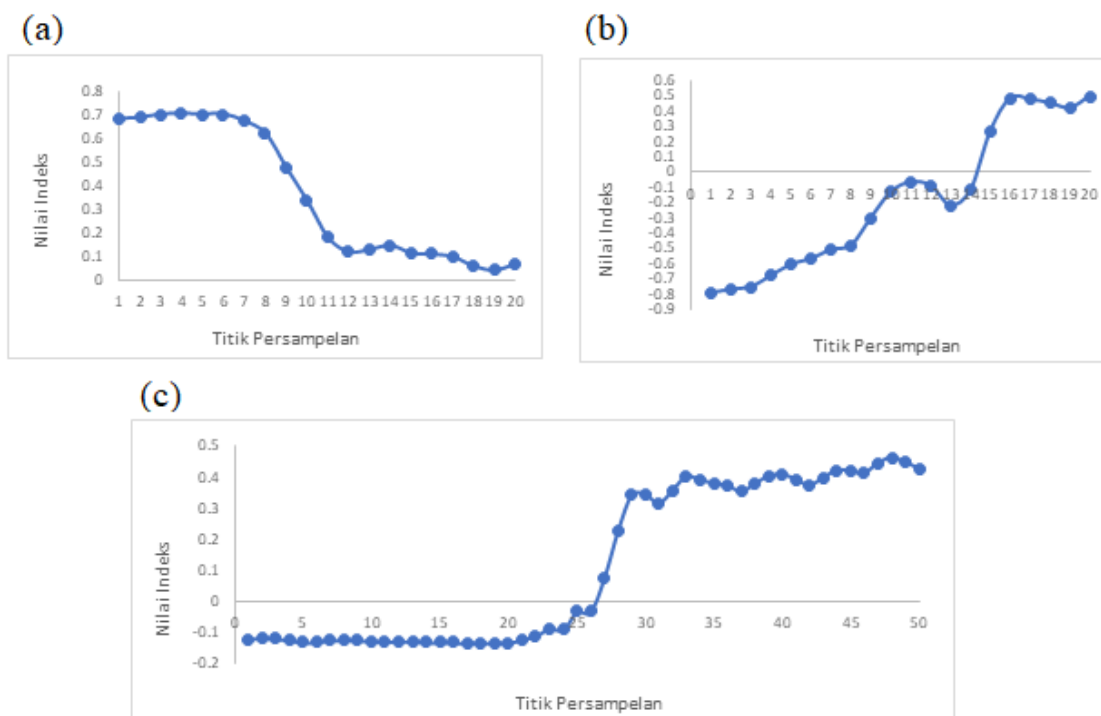 (a)
0.8
0.7
0.6
0.5
0.4
0.3
0.2
0.1
0
1 2 3 4 5 6 7 8 9 10 11 12 13 14 15 16 17 18 19 20
Nilai Indeks
Titik Persampelan
(b)
0.6
0.5
0.4
0.3
0.2
0.1
0
-0.1
-0.2
-0.3
-0.4
-0.5
-0.6
-0.7
-0.8
-0.9
0 1 2 3 4 5 6 7 8 9 10 11 12 13 14 15 16 17 18 19 20
Nilai Indeks
Titik Persampelan
(c)
0.5
0.4
0.3
0.2
0.1
0
-0.1
-0.2
0 5 10 15 20 25 30 35 40 45 50
Nilai Indeks
Titik Persampelan